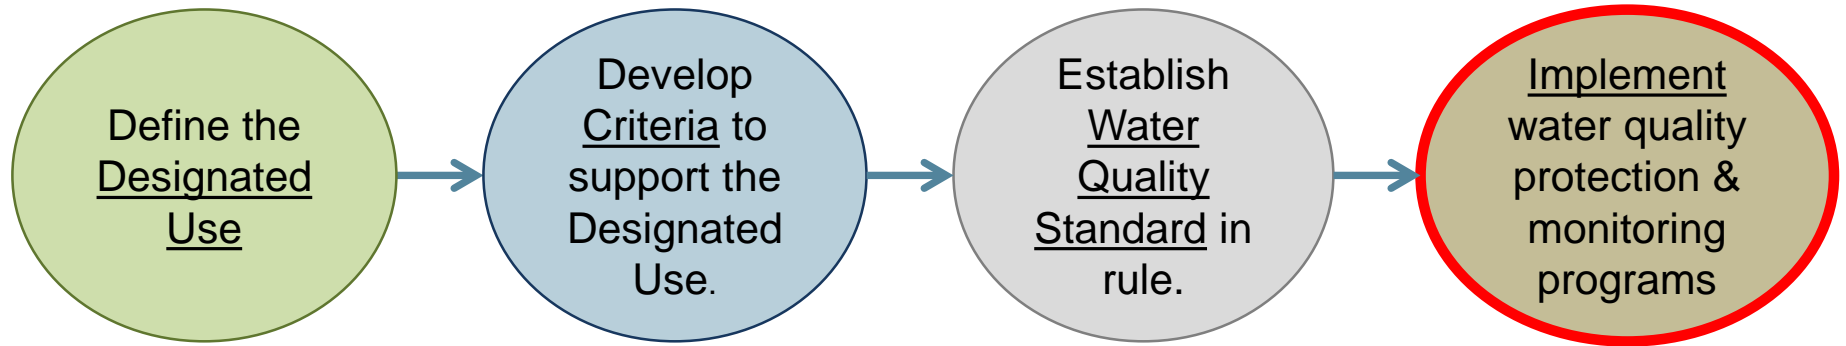 Define the
Designated
Use
Develop
Criteria to
support the
Designated
Use.
Establish
Water
Quality
Standard in
rule.
Implement
water quality
protection &
monitoring
programs